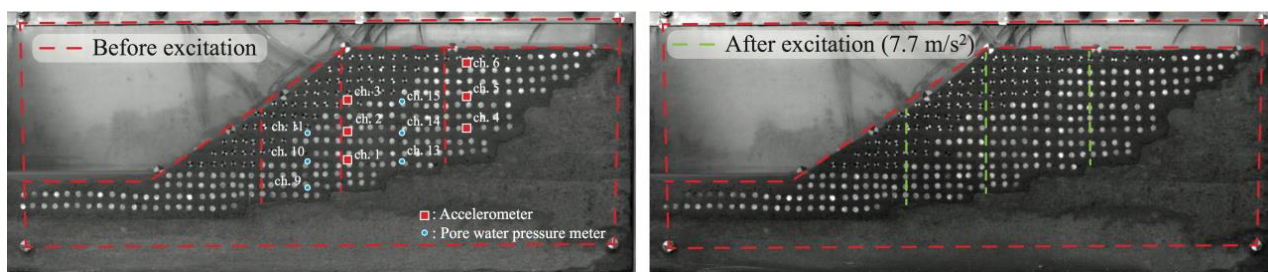 Before excitation
ch. 6
ch. 3
ch. 15
ch. 5
ch. 11
ch. 2
ch. 14
ch. 4
ch. 10
ch. 1
ch. 13
ch. 9
: Accelerometer
: Pore water pressure meter
After excitation (7.7 m/s²)